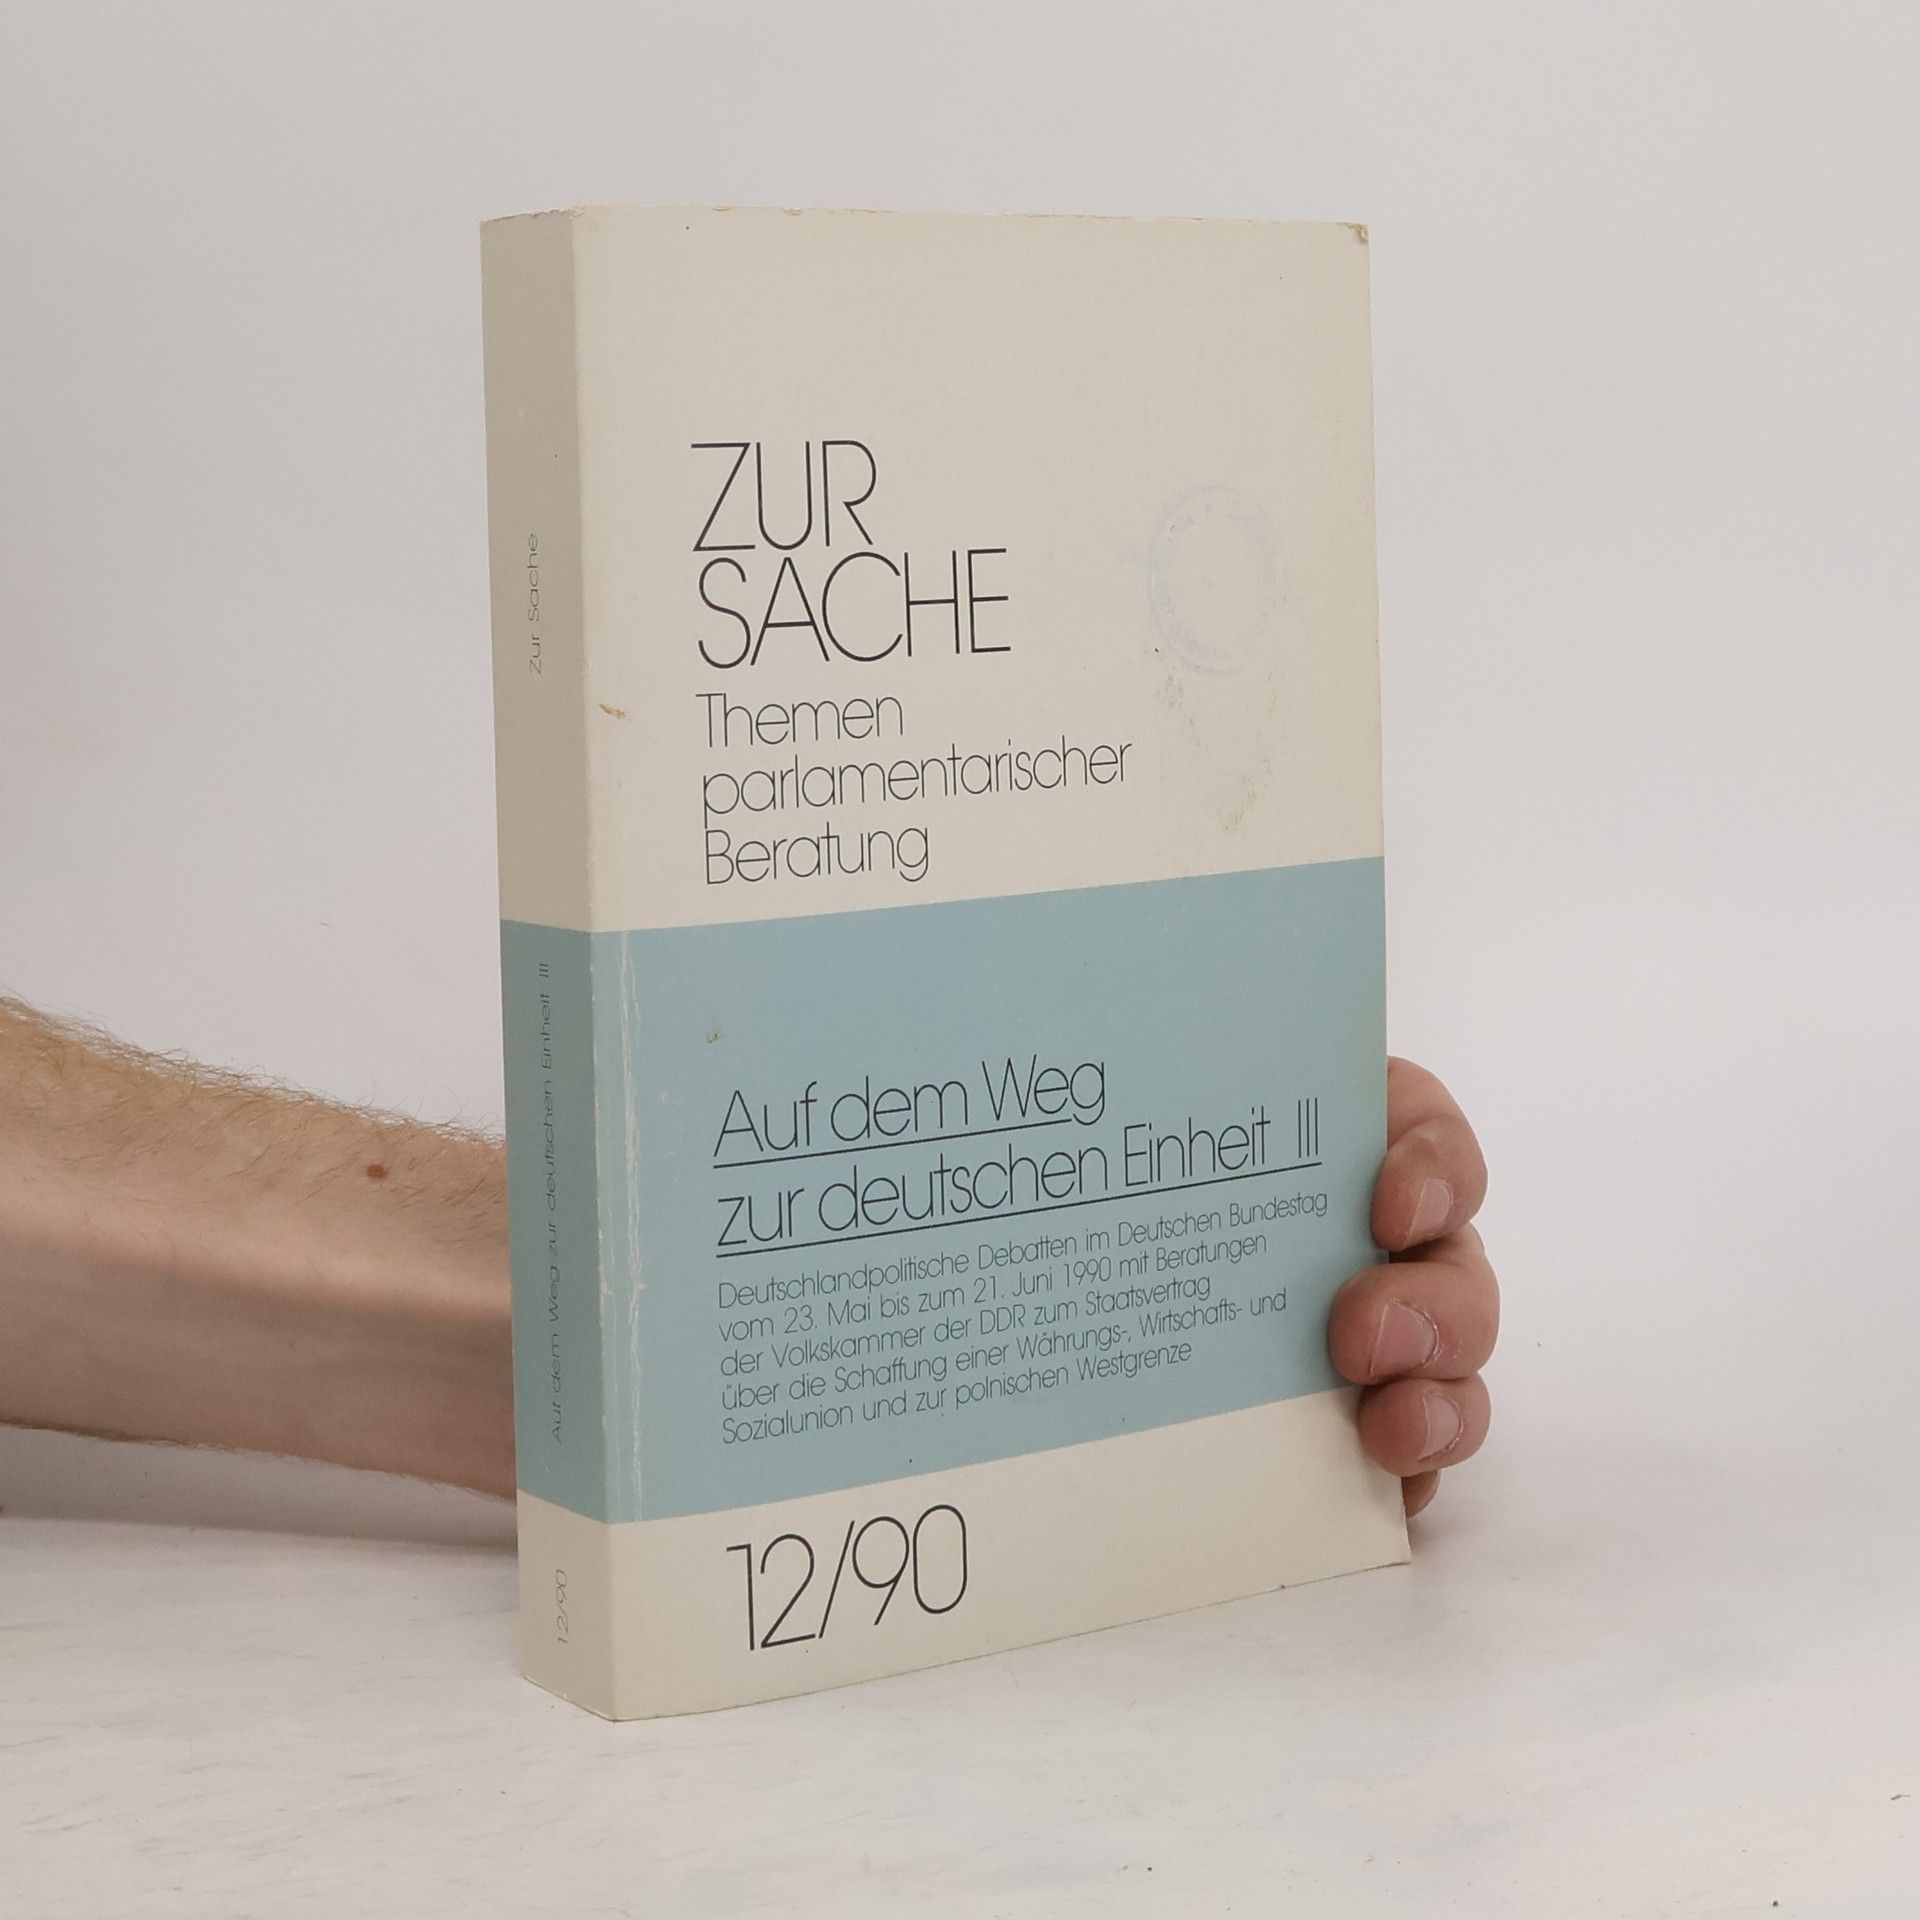 Zur Sache
Auf dem Weg zur deutschen Einheit III
12/90
ZUR
SACHE
Themen
parlamentarischer
Beratung
Auf dem Weg
zur deutschen Einheit III
Deutschlandpolitische Debatten im Deutschen Bundestag
vom 23. Mai bis zum 21. Juni 1990 mit Beratungen
der Volkskammer der DDR zum Staatsvertrag
über die Schaffung einer Währungs-, Wirtschafts- und
Sozialunion und zur polnischen Westgrenze
12/90